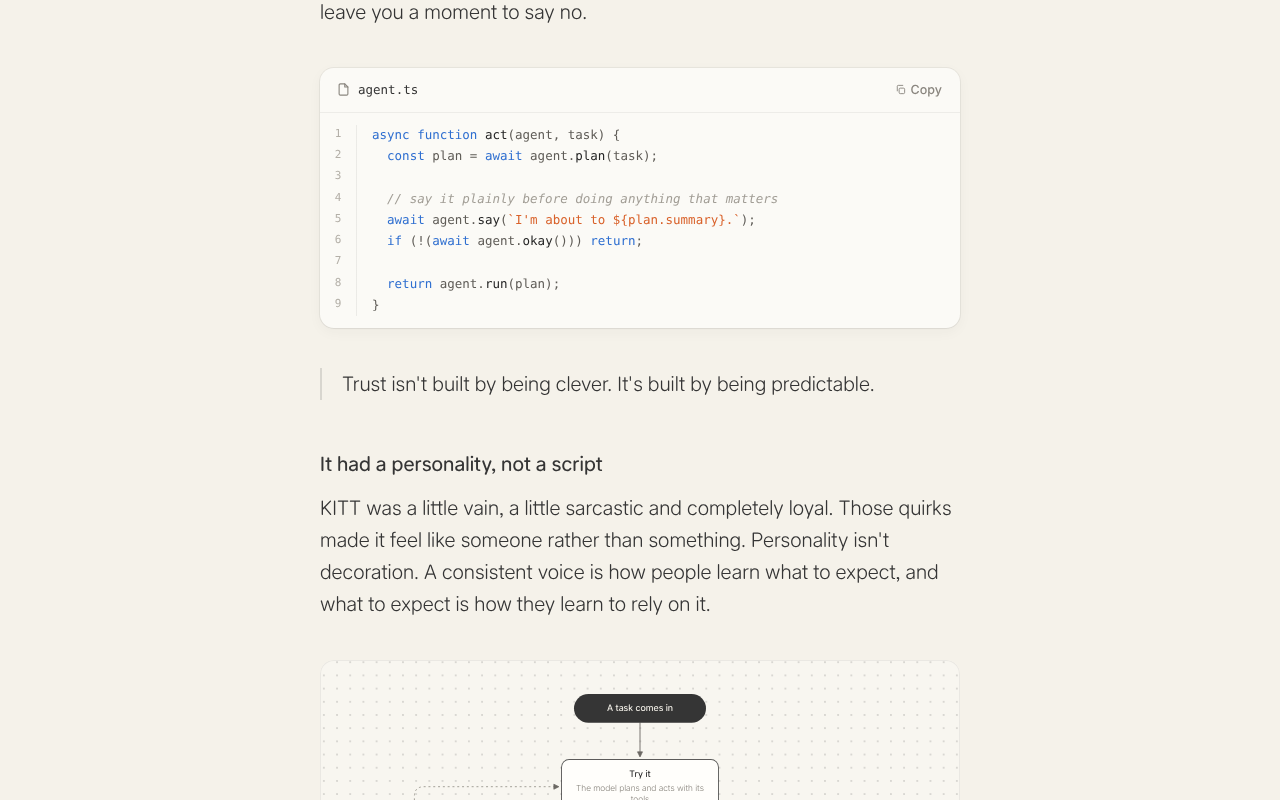 leave you a moment to say no.
agent.ts
Copy
1 async function act(agent, task) {
2 const plan = await agent.plan(task);
3
4 // say it plainly before doing anything that matters
5 await agent.say(`I'm about to ${plan.summary}.`);
6 if (!(await agent.okay())) return;
7
8 return agent.run(plan);
9 }
Trust isn't built by being clever. It's built by being predictable.
It had a personality, not a script
KITT was a little vain, a little sarcastic and completely loyal. Those quirks
made it feel like someone rather than something. Personality isn't
decoration. A consistent voice is how people learn what to expect, and
what to expect is how they learn to rely on it.
A task comes in
Try it
The model plans and acts with its
tools